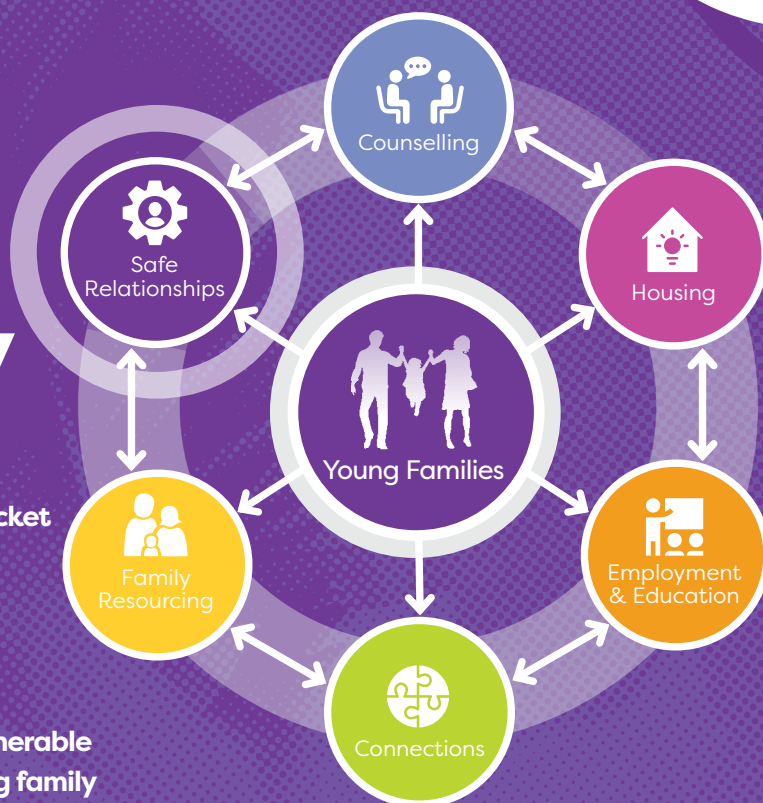 Counselling
Safe
Relationships
Housing
Young Families
Family
Resourcing
Employment
& Education
Connections